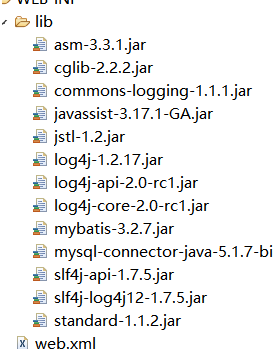 lib
asm-3.3.1.jar
cglib-2.2.2.jar
commons-logging-1.1.1.jar
javassist-3.17.1-GA.jar
jstl-1.2.jar
log4j-1.2.17.jar
log4j-api-2.0-rc1.jar
log4j-core-2.0-rc1.jar
mybatis-3.2.7.jar
mysql-connector-java-5.1.7-bi
slf4j-api-1.7.5.jar
slf4j-log4j12-1.7.5.jar
standard-1.1.2.jar
web.xml